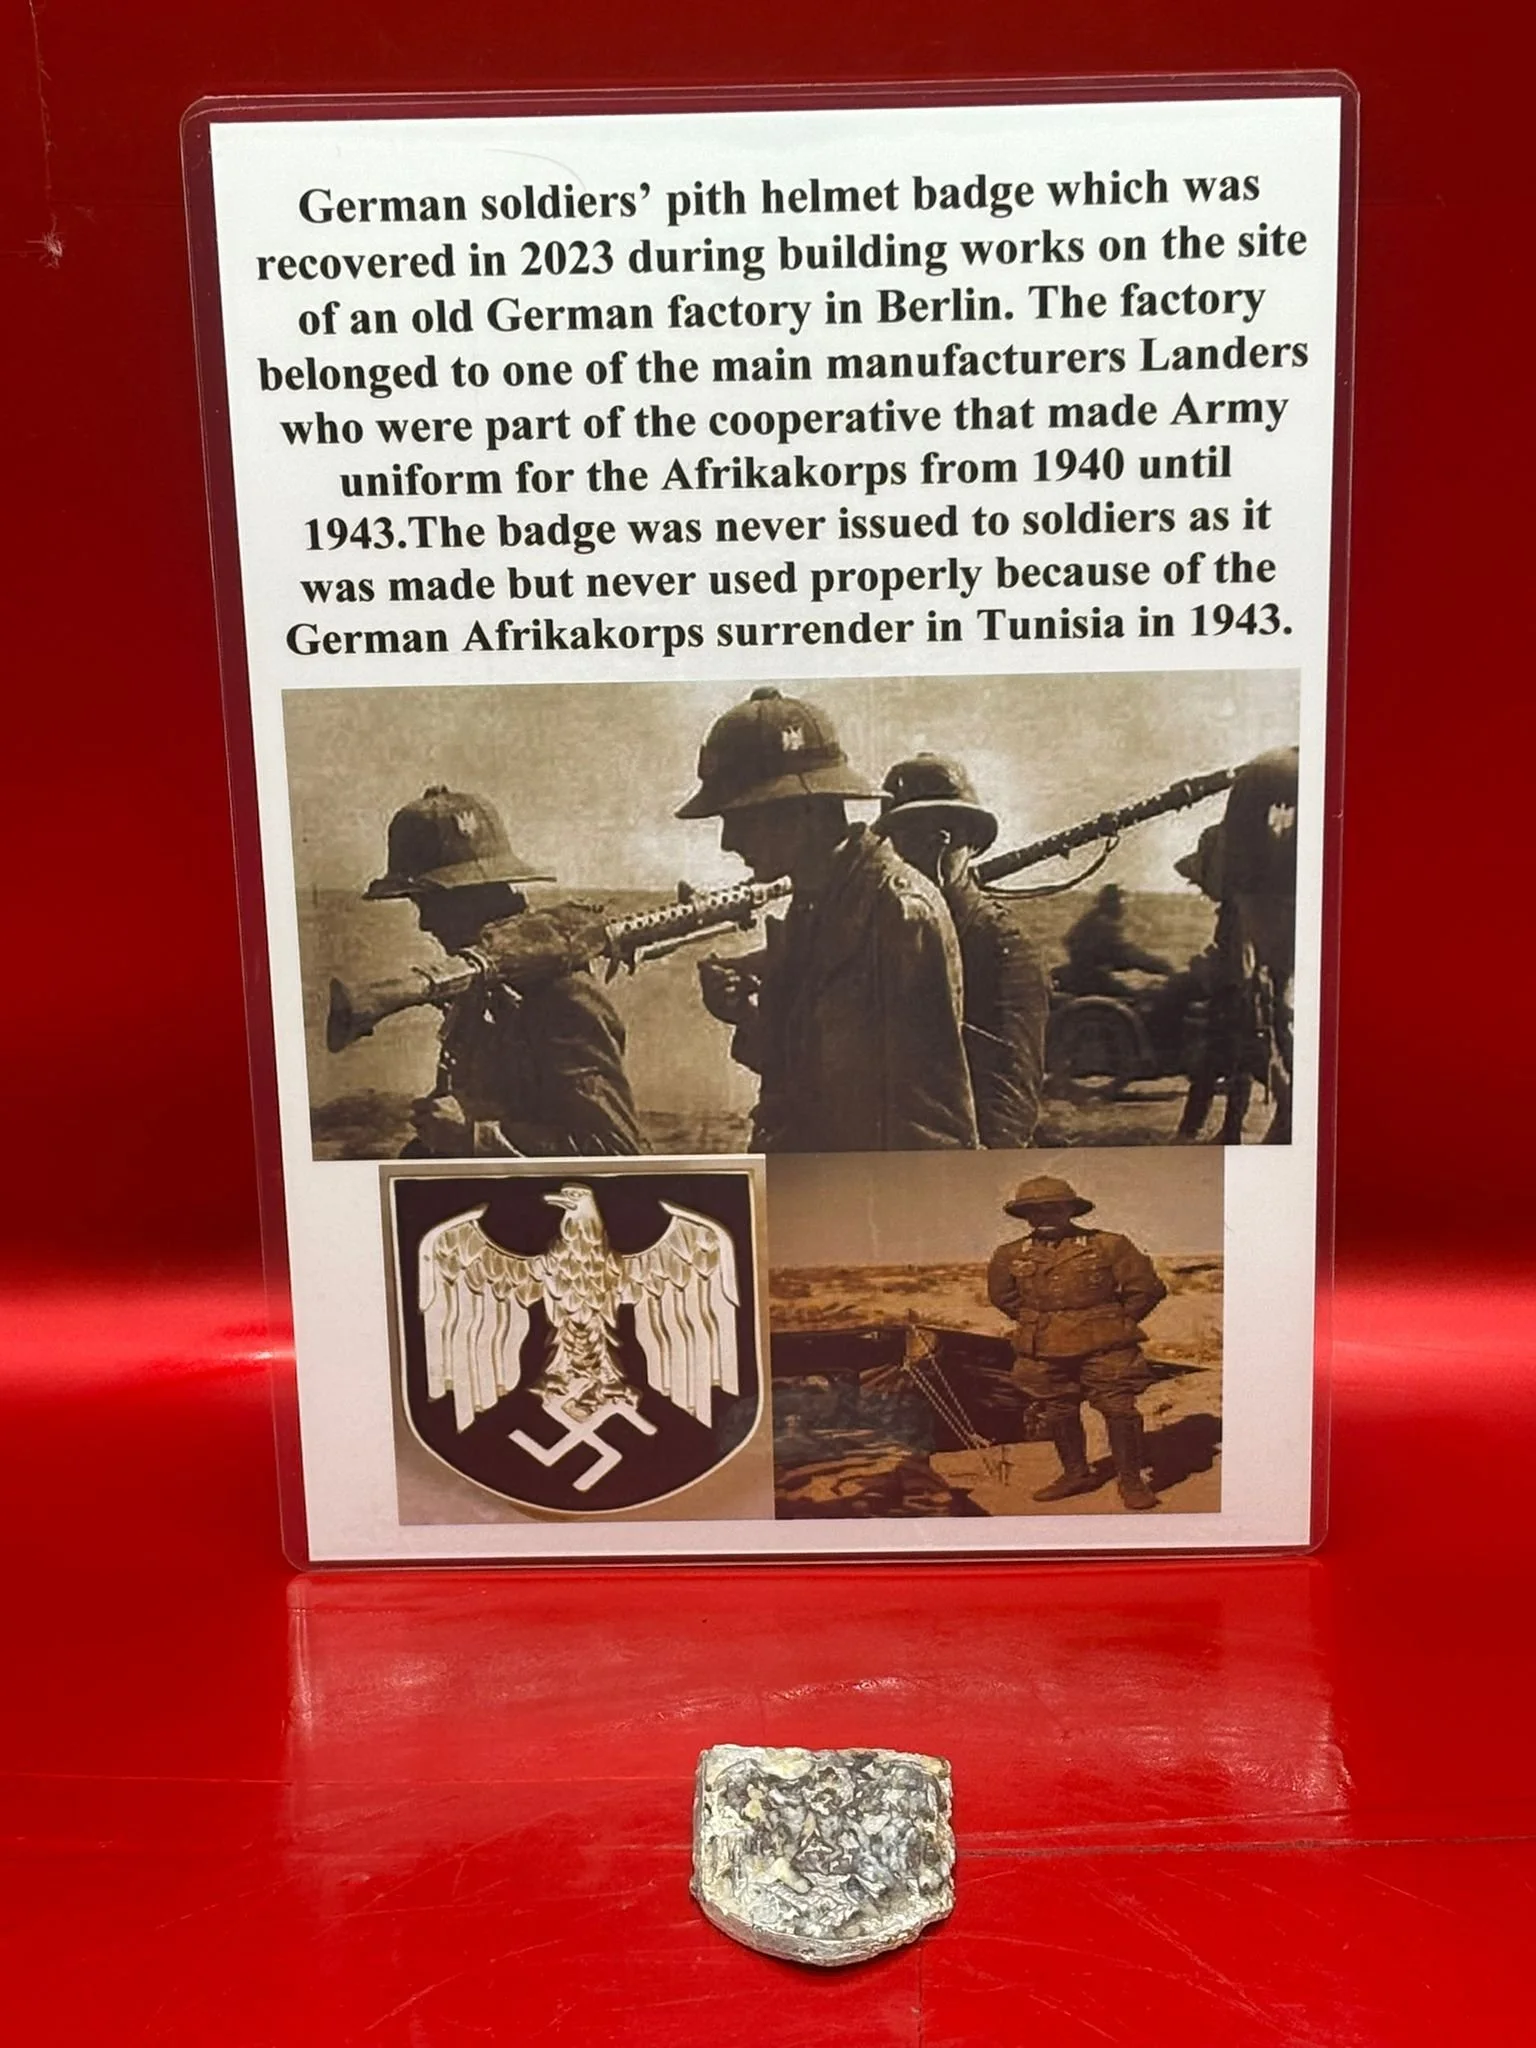 German soldiers’ pith helmet badge which was
recovered in 2023 during building works on the site
of an old German factory in Berlin. The factory
belonged to one of the main manufacturers Landers
who were part of the cooperative that made Army
uniform for the Afrikakorps from 1940 until
1943.The badge was never issued to soldiers as it
was made but never used properly because of the
German Afrikakorps surrender in Tunisia in 1943.